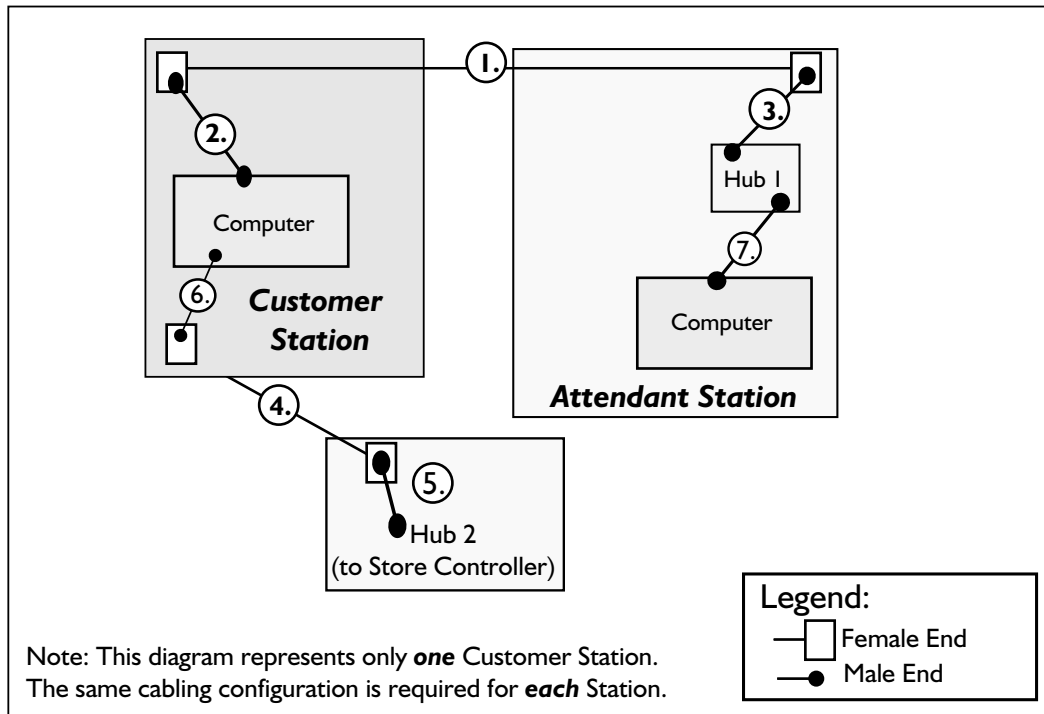 1.
2.
3.
Hub 1
Computer
7.
6.
Customer
Station
Computer
Attendant Station
4.
5.
Hub 2
(to Store Controller)
Legend:
Female End
Male End
Note: This diagram represents only one Customer Station.
The same cabling configuration is required for each Station.